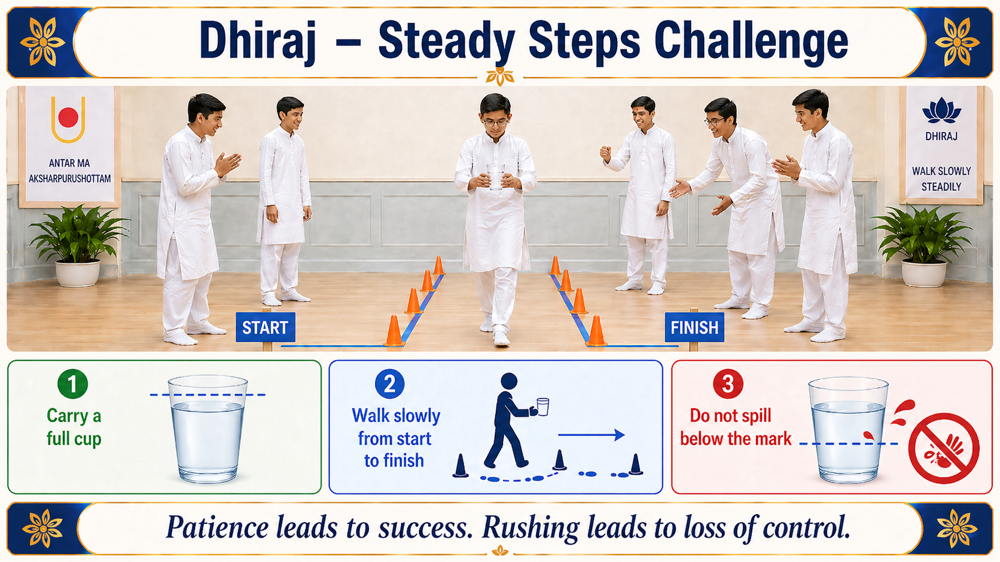 Dhiraj – Steady Steps Challenge
ANTAR MA
AKSHARPURUSHOTTAM
DHIRAJ
WALK SLOWLY
STEADILY
START
FINISH
1
Carry a
full cup
2
Walk slowly
from start
to finish
3
Do not spill
below the mark
Patience leads to success. Rushing leads to loss of control.